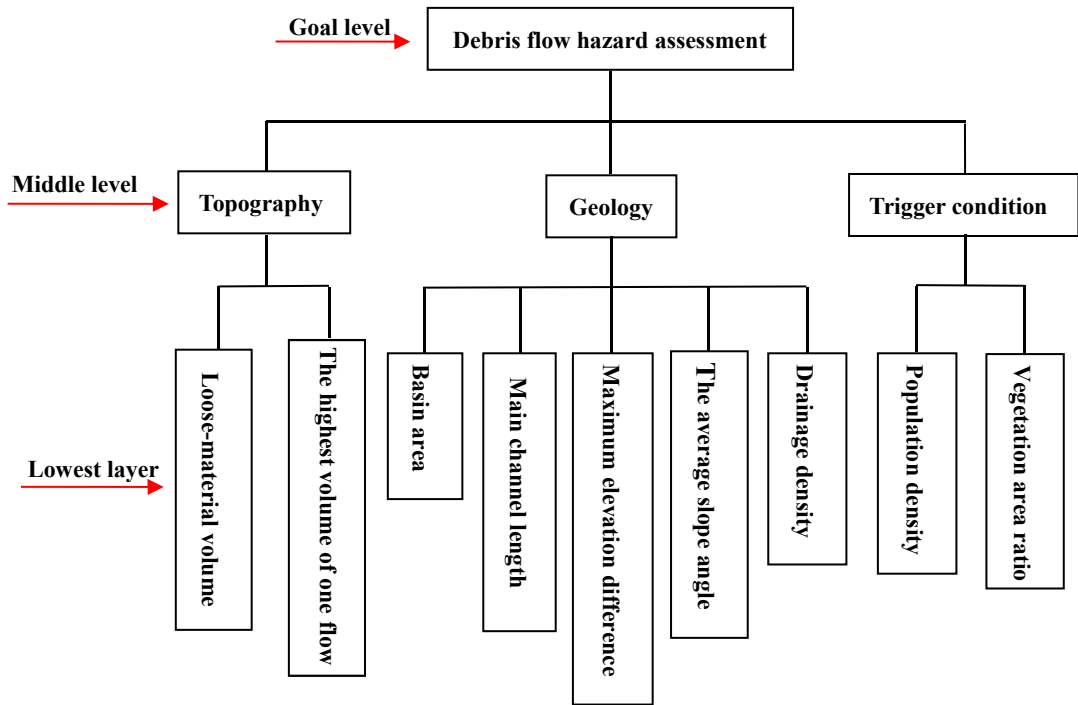 Goal level
Debris flow hazard assessment
Middle level
Topography
Geology
Trigger condition
Lowest layer
Loose-material volume
The highest volume of one flow
Basin area
Main channel length
Maximum elevation difference
The average slope angle
Drainage density
Population density
Vegetation area ratio